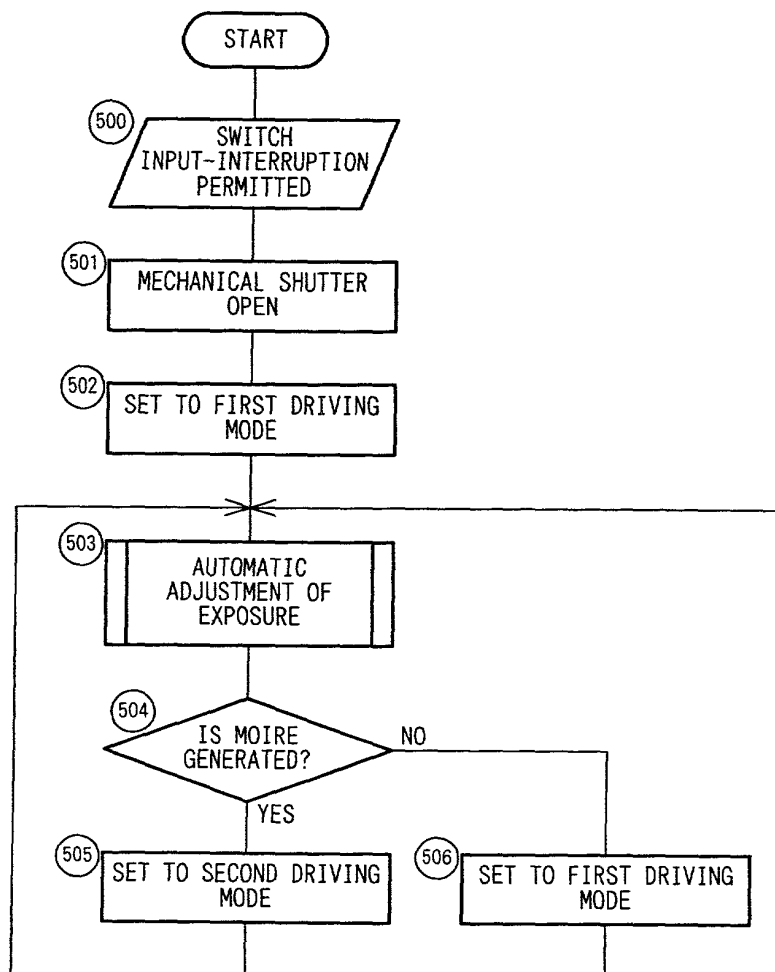 START
500
SWITCH
INPUT-INTERRUPTION
PERMITTED
501
MECHANICAL SHUTTER
OPEN
502
SET TO FIRST DRIVING
MODE
503
AUTOMATIC
ADJUSTMENT OF
EXPOSURE
504
IS MOIRE
GENERATED?
NO
YES
505
SET TO SECOND DRIVING
MODE
506
SET TO FIRST DRIVING
MODE